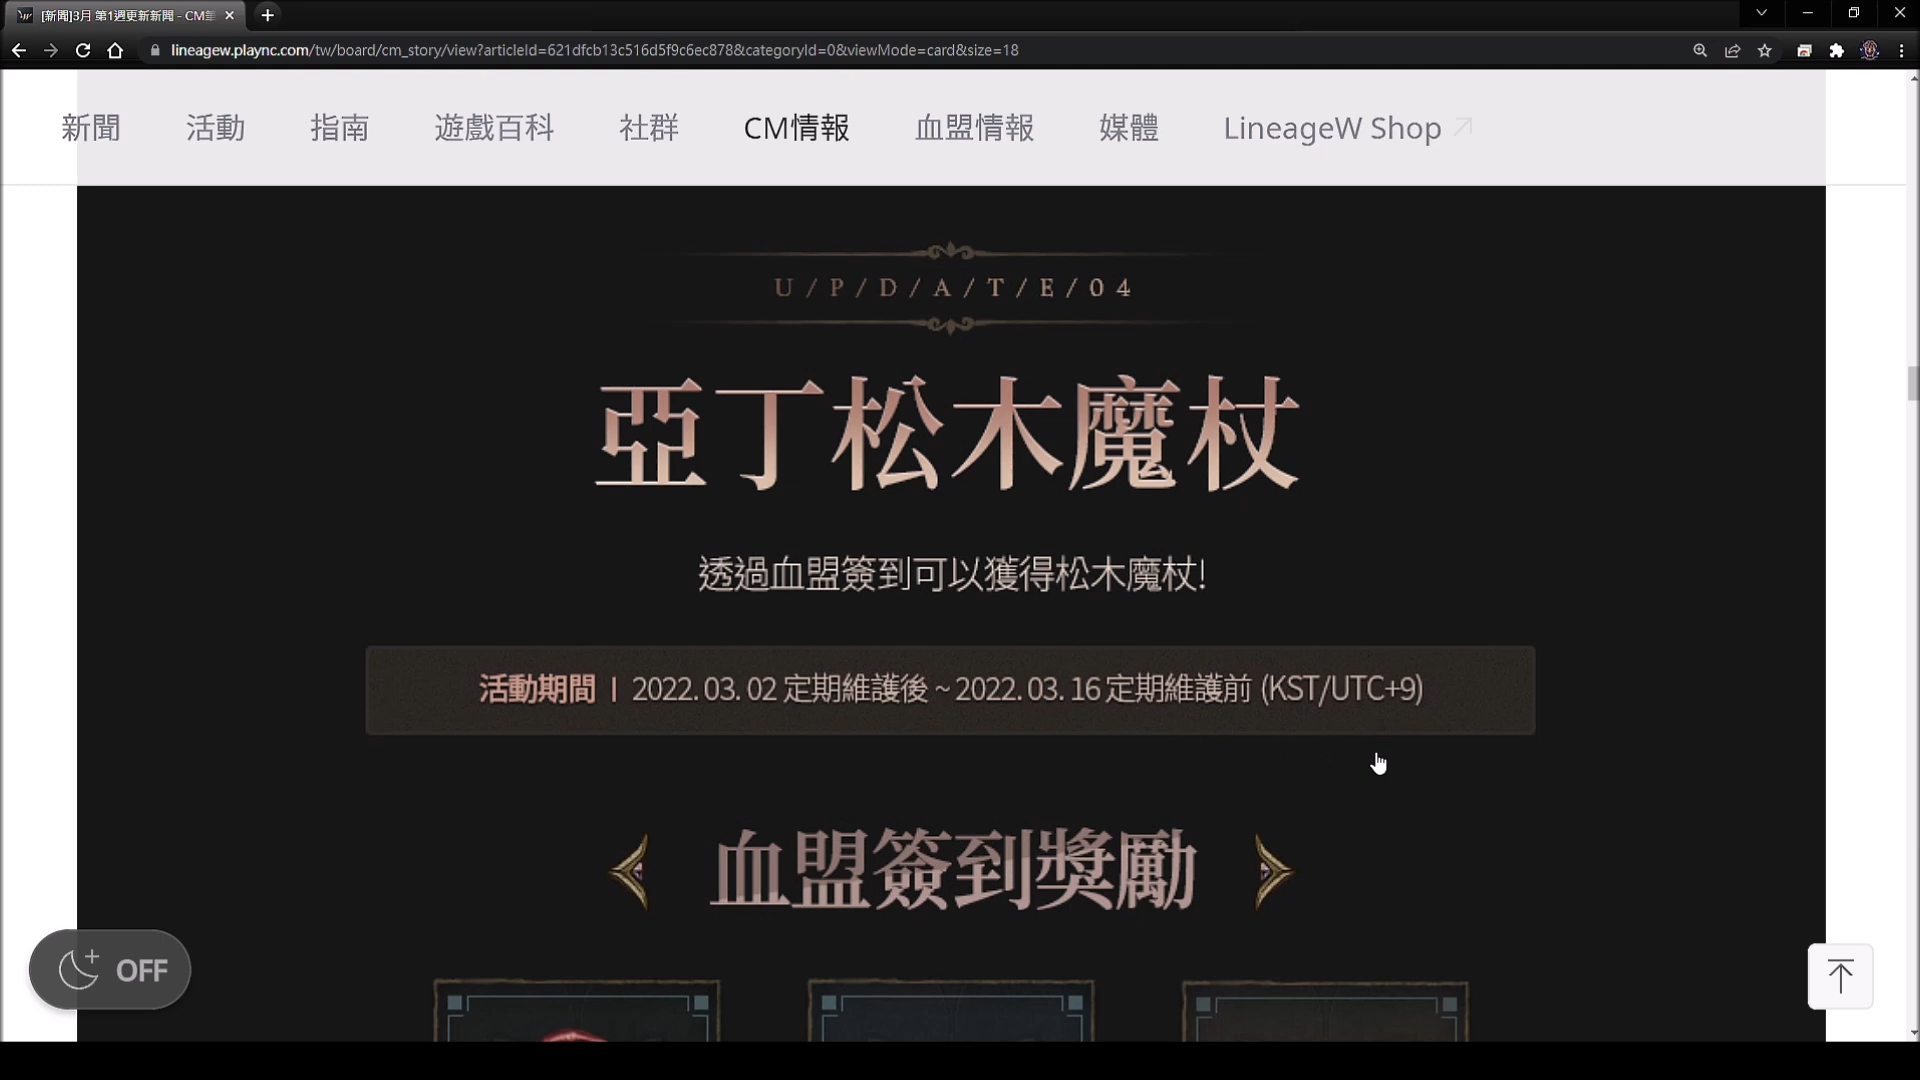 [新聞]3月 第1週更新新聞 - CM
lineagew.plaync.com/tw/board/cm_story/view?articleId=621dfcb13c516d5f9c6ec878&categoryId=0&viewMode=card&size=18
新聞 活動 指南 遊戲百科 社群 CM情報 血盟情報 媒體 LineageW Shop
U/P/D/A/T/E/04
亞丁松木魔杖
透過血盟簽到可以獲得松木魔杖!
活動期間 | 2022. 03. 02 定期維護後 ~ 2022. 03. 16 定期維護前 (KST/UTC+9)
血盟簽到獎勵
OFF